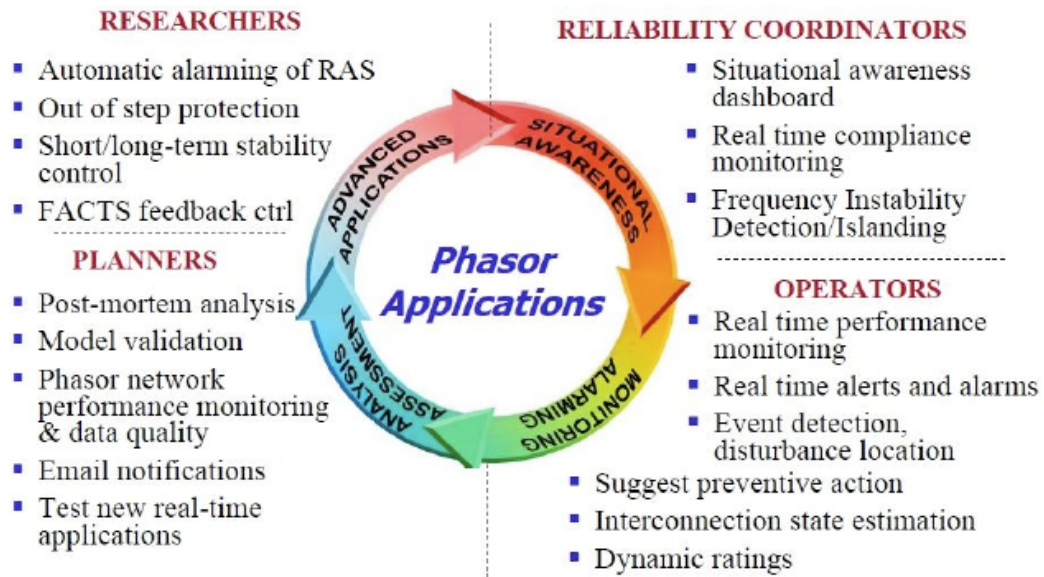 RESEARCHERS
▪ Automatic alarming of RAS
▪ Out of step protection
▪ Short/long-term stability
control
▪ FACTS feedback ctrl
PLANNERS
▪ Post-mortem analysis
▪ Model validation
▪ Phasor network
performance monitoring
& data quality
▪ Email notifications
▪ Test new real-time
applications
ADVANCED
APPLICATIONS
SITUATIONAL
AWARENESS
Phasor
Applications
ANALYSIS
ASSESSMENT
MONITORING
ALARMING
RELIABILITY COORDINATORS
▪ Situational awareness
dashboard
▪ Real time compliance
monitoring
▪ Frequency Instability
Detection/Islanding
OPERATORS
▪ Real time performance
monitoring
▪ Real time alerts and alarms
▪ Event detection,
disturbance location
▪ Suggest preventive action
▪ Interconnection state estimation
▪ Dynamic ratings